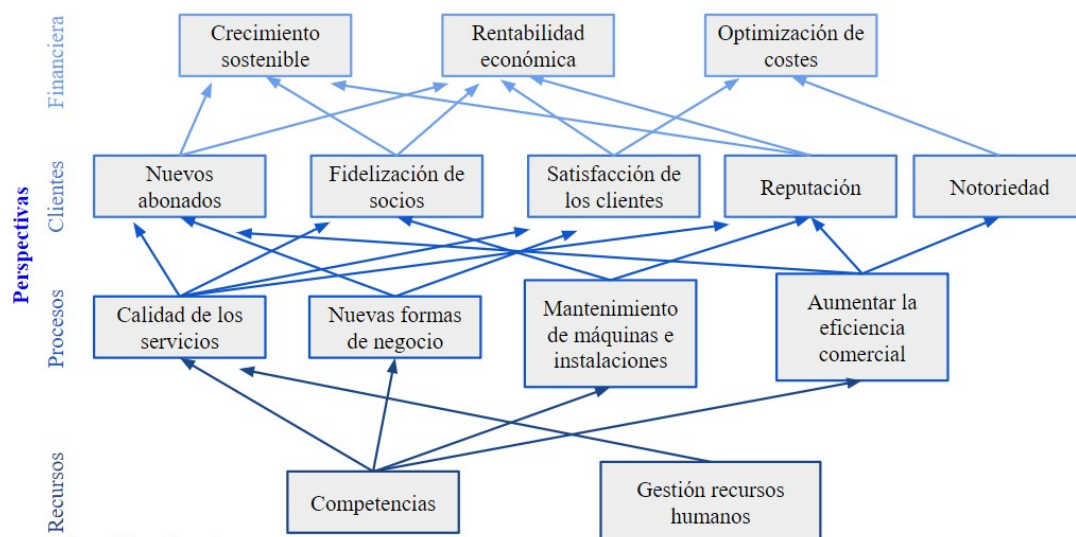 Perspectivas
Financiera
Crecimiento
sostenible
Rentabilidad
económica
Optimización de
costes
Clientes
Nuevos
abonados
Fidelización de
socios
Satisfacción de
los clientes
Reputación
Notoriedad
Procesos
Calidad de los
servicios
Nuevas formas
de negocio
Mantenimiento
de máquinas e
instalaciones
Aumentar la
eficiencia
comercial
Recursos
Competencias
Gestión recursos
humanos